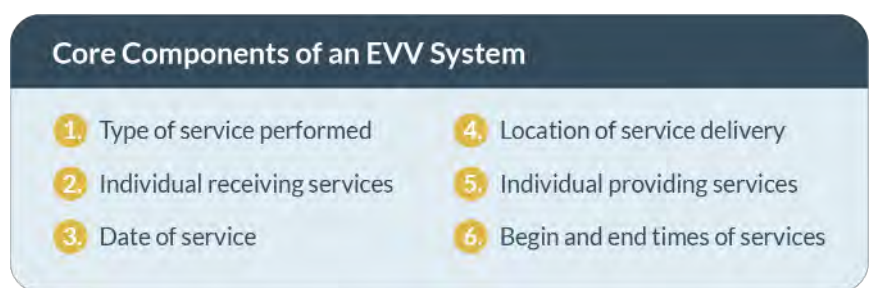 Core Components of an EVV System
1. Type of service performed
2. Individual receiving services
3. Date of service
4. Location of service delivery
5. Individual providing services
6. Begin and end times of services